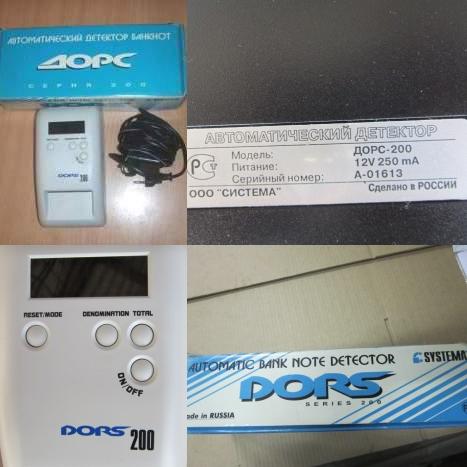 АВТОМАТИЧЕСКИЙ ДЕТЕКТОР БАНКНОТ
ДОРС
СЕРИЯ 200
DORS 200
АВТОМАТИЧЕСКИЙ ДЕТЕКТОР
Модель: ДОРС-200
Питание: 12V 250 mA
Серийный номер: А-01613
ООО "СИСТЕМА" Сделано в РОССИИ
RESET/MODE DENOMINATION TOTAL
ON/OFF
DORS 200
AUTOMATIC BANK NOTE DETECTOR
SYSTEMA
DORS
SERIES 200
Made in RUSSIA